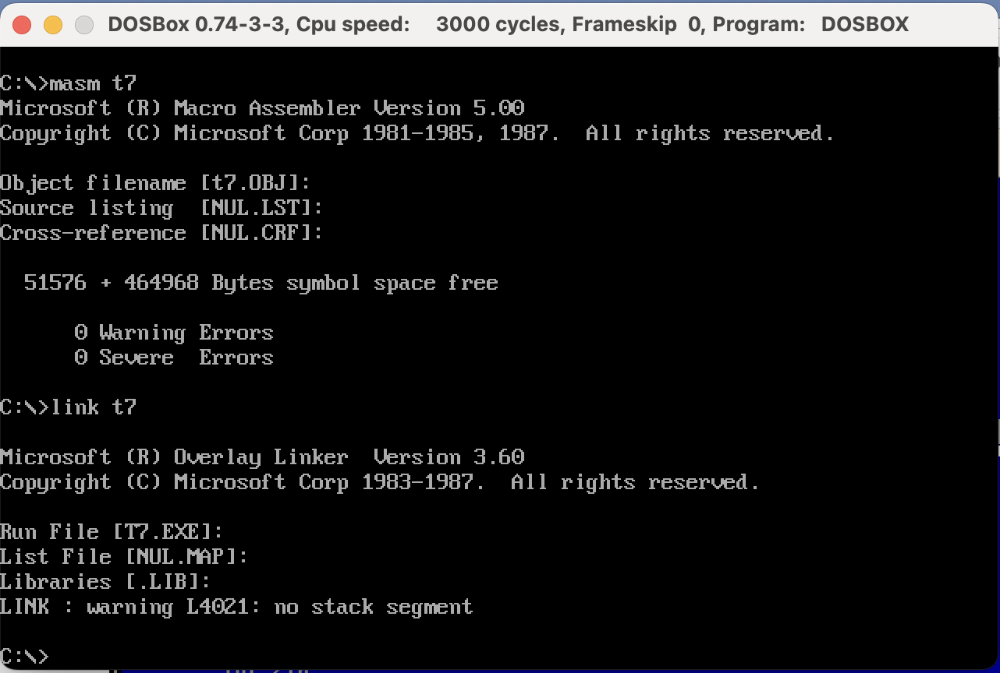 DOSBox 0.74-3-3, Cpu speed:    3000 cycles, Frameskip  0, Program:   DOSBOX
C:\>masm t7
Microsoft (R) Macro Assembler Version 5.00
Copyright (C) Microsoft Corp 1981-1985, 1987.  All rights reserved.
Object filename [t7.OBJ]:
Source listing  [NUL.LST]:
Cross-reference [NUL.CRF]:
  51576 + 464968 Bytes symbol space free
      0 Warning Errors
      0 Severe  Errors
C:\>link t7
Microsoft (R) Overlay Linker  Version 3.60
Copyright (C) Microsoft Corp 1983-1987.  All rights reserved.
Run File [T7.EXE]:
List File [NUL.MAP]:
Libraries [.LIB]:
LINK : warning L4021: no stack segment
C:\>